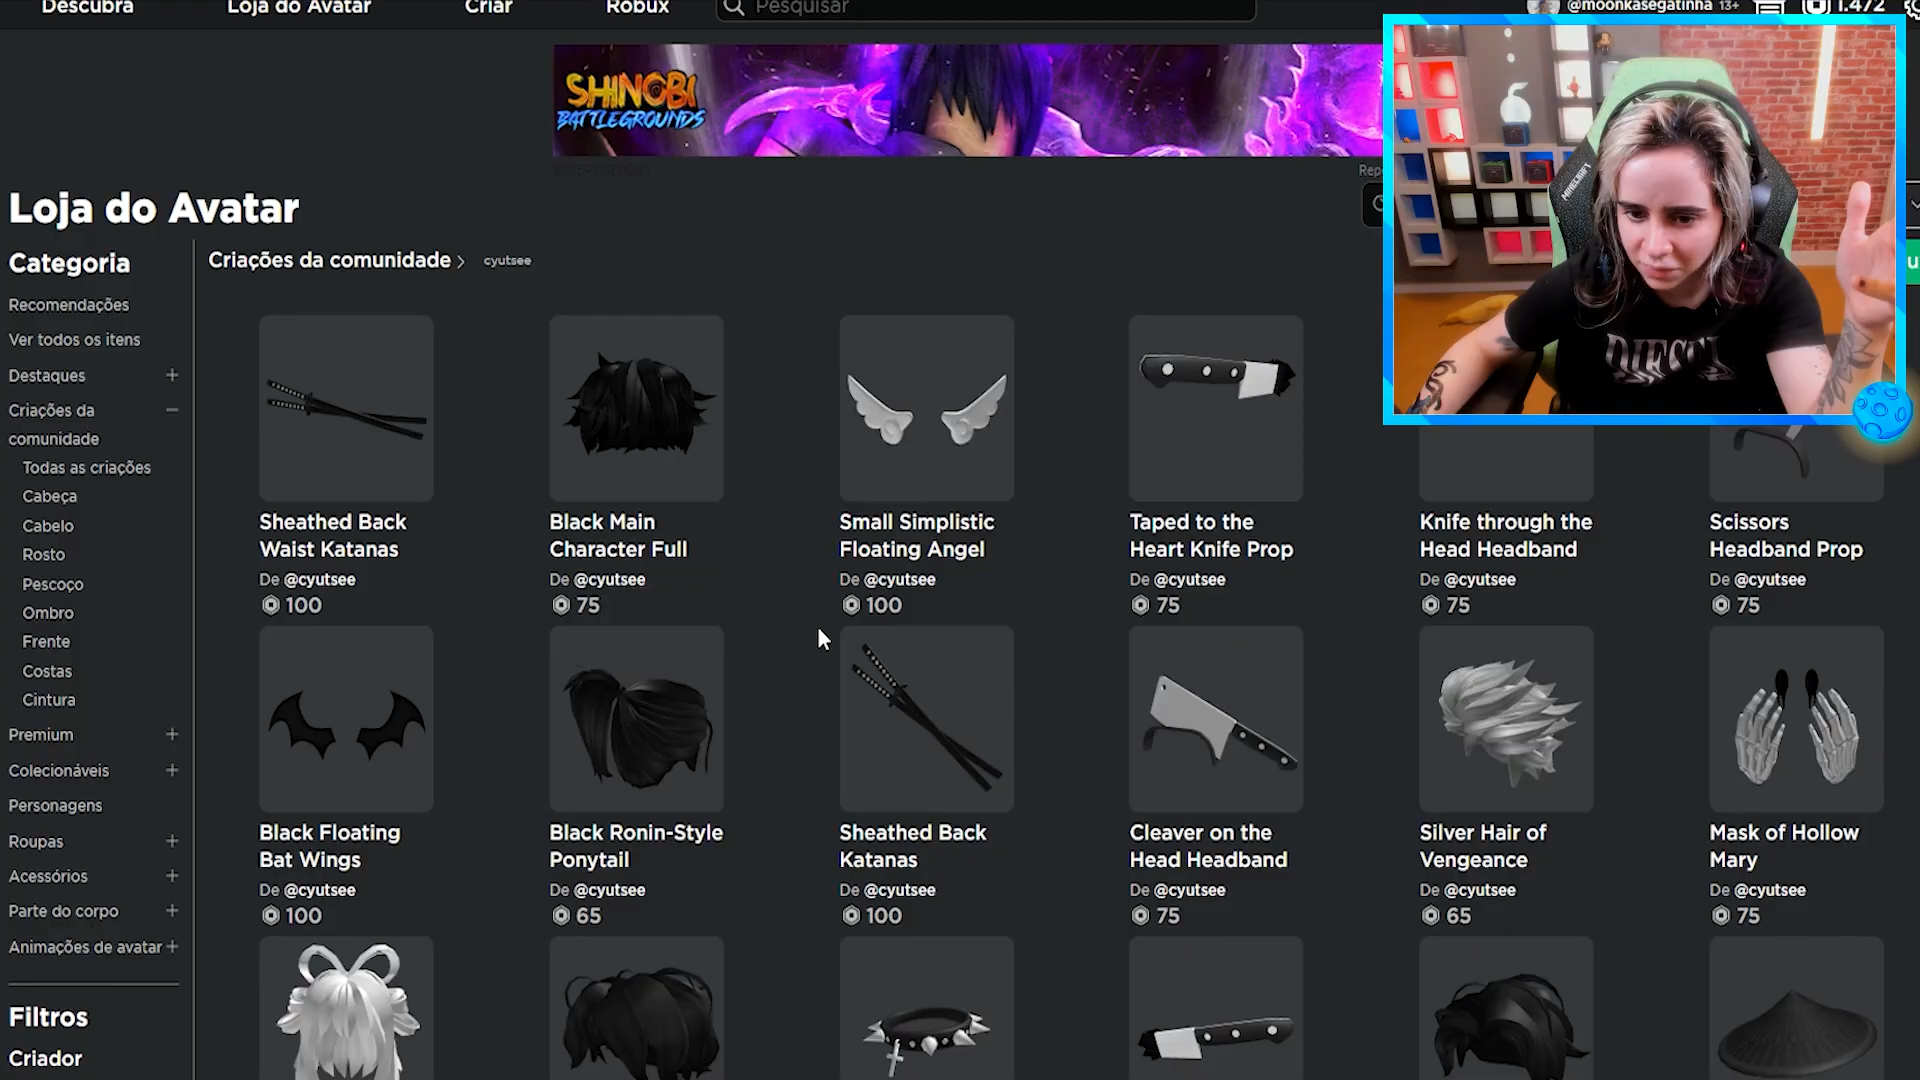 Descubra
Loja do Avatar
Criar
Robux
Pesquisar
@moonkasegatinha 13+
1.472
SHINOBI
BATTLEGROUNDS
ADVERTISEMENT
Loja do Avatar
Categoria
Recomendações
Ver todos os itens
Destaques +
Criações da
comunidade
Todas as criações
Cabeça
Cabelo
Rosto
Pescoço
Ombro
Frente
Costas
Cintura
Premium +
Colecionáveis +
Personagens
Roupas +
Acessórios +
Parte do corpo +
Animações de avatar +
Filtros
Criador
Criações da comunidade > cyutsee
Sheathed Back
Waist Katanas
De @cyutsee
100
Black Main
Character Full
De @cyutsee
75
Small Simplistic
Floating Angel
De @cyutsee
100
Taped to the
Heart Knife Prop
De @cyutsee
75
Knife through the
Head Headband
De @cyutsee
75
Scissors
Headband Prop
De @cyutsee
75
Black Floating
Bat Wings
De @cyutsee
100
Black Ronin-Style
Ponytail
De @cyutsee
65
Sheathed Back
Katanas
De @cyutsee
100
Cleaver on the
Head Headband
De @cyutsee
75
Silver Hair of
Vengeance
De @cyutsee
65
Mask of Hollow
Mary
De @cyutsee
75
MINECRAFT
DIESEL